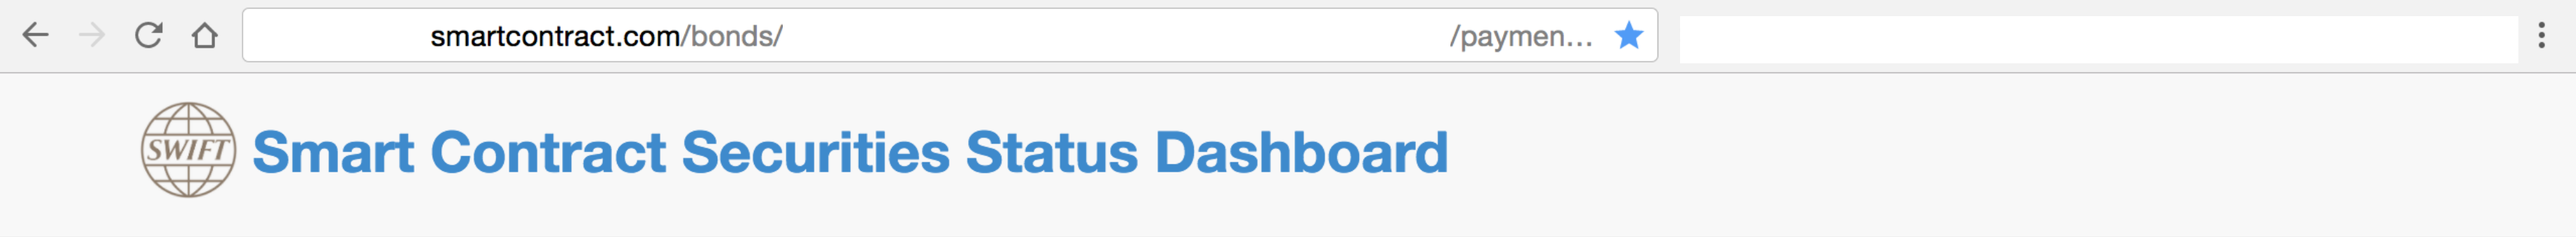 smartcontract.com/bonds/ /paymen...
SWIFT Smart Contract Securities Status Dashboard